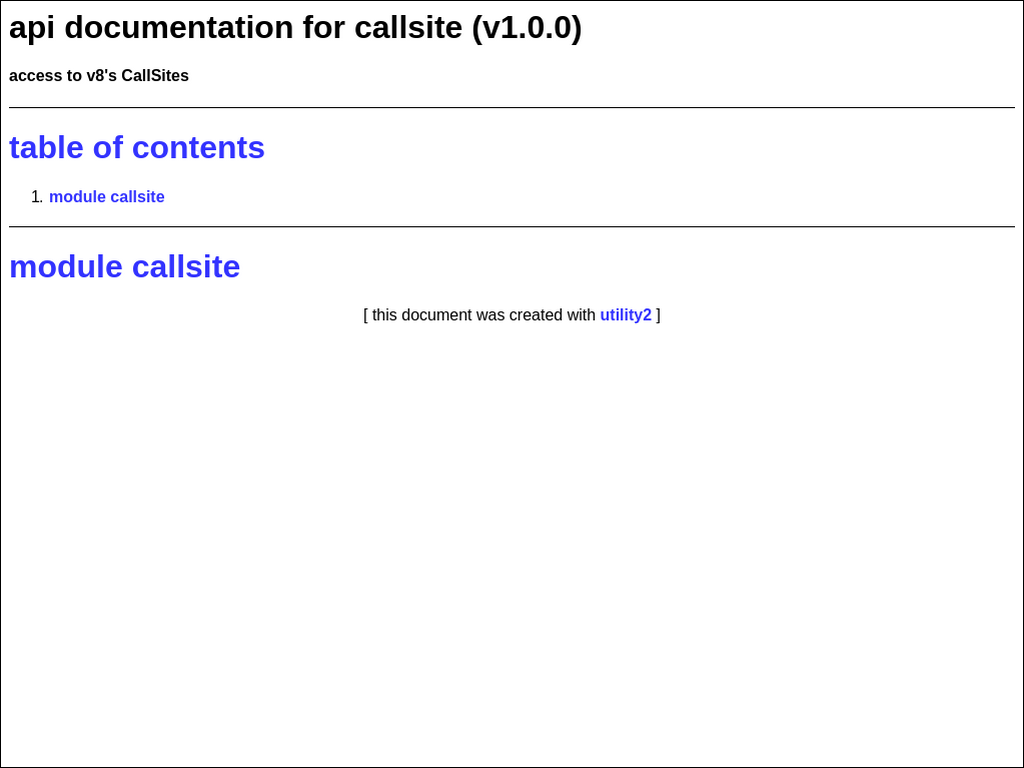 api documentation for callsite (v1.0.0)
access to v8's CallSites
table of contents
1. module callsite
module callsite
[ this document was created with utility2 ]